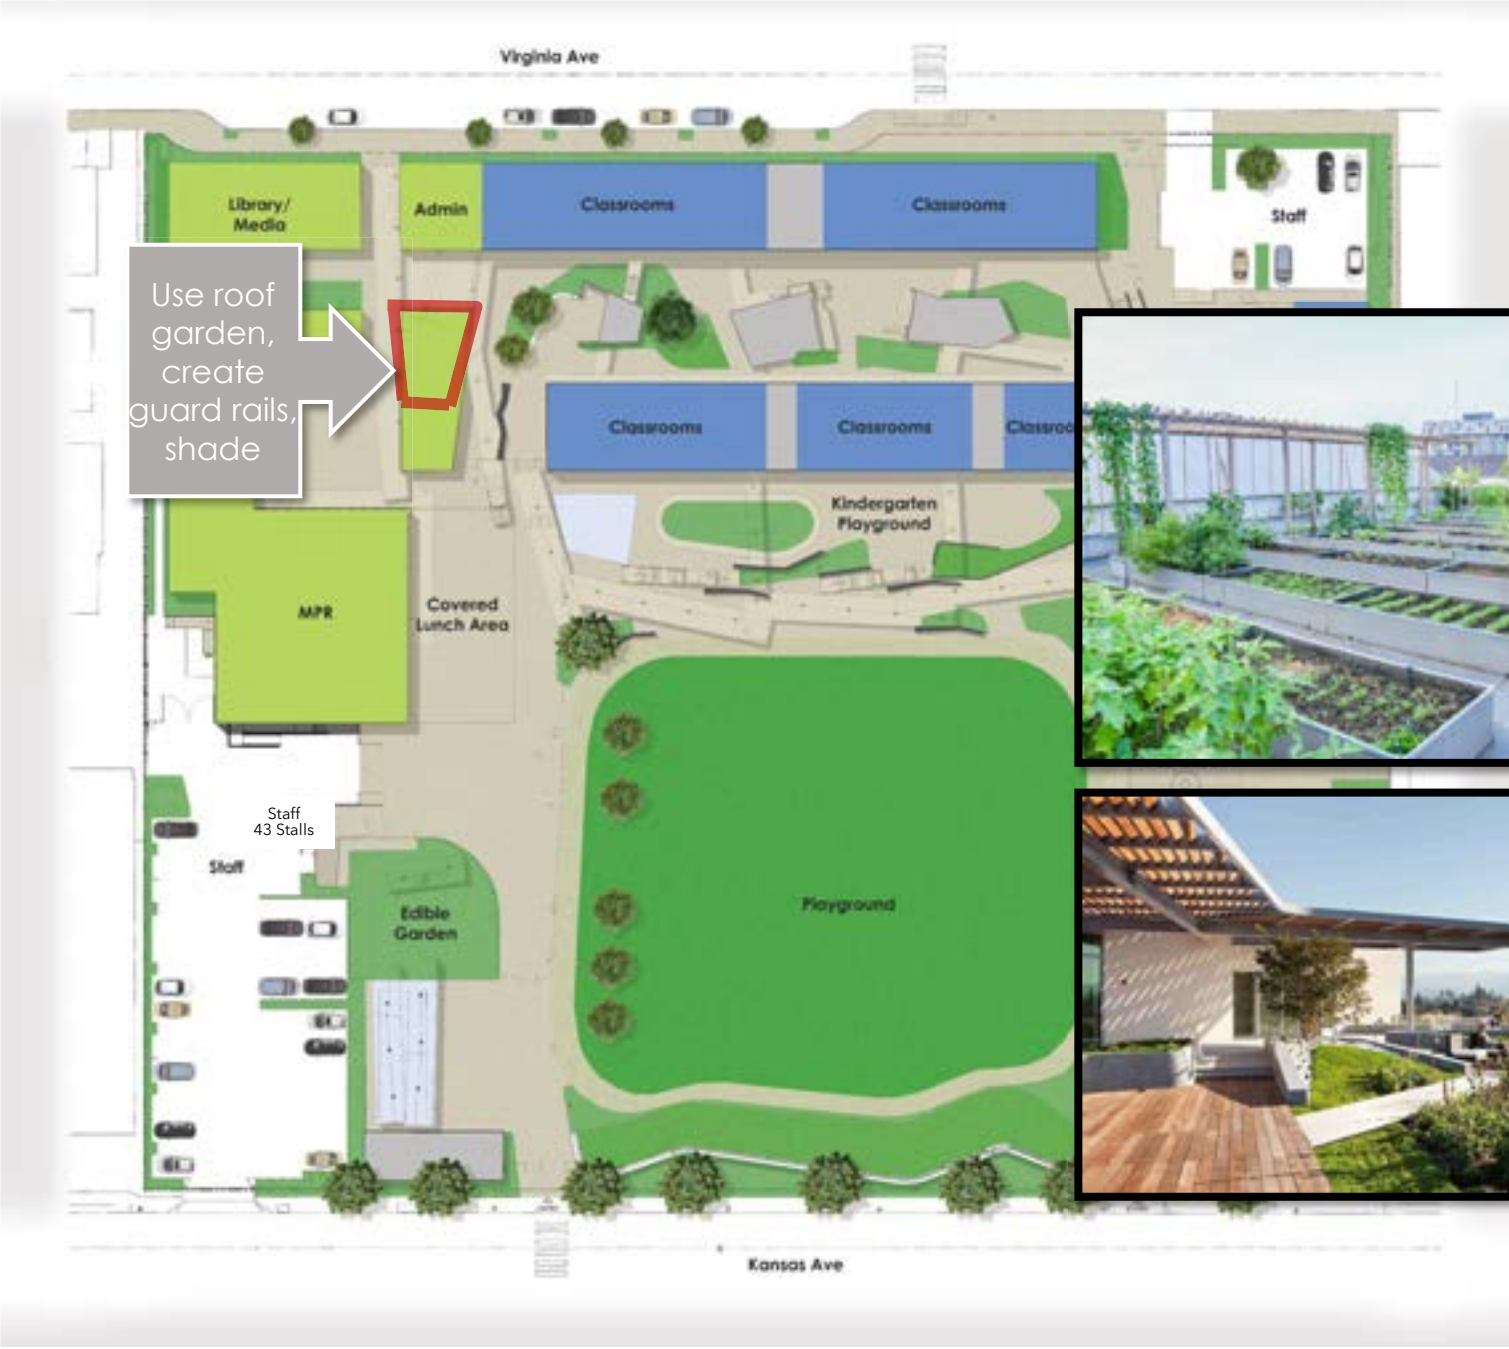 Virginia Ave
Library/
Media
Admin
Classrooms
Classrooms
Staff
Use roof
garden,
create
guard rails,
shade
Classrooms
Classrooms
Classroo
Kindergarten
Playground
MPR
Covered
Lunch Area
Staff
43 Stalls
Staff
Edible
Garden
Playground
Kansas Ave